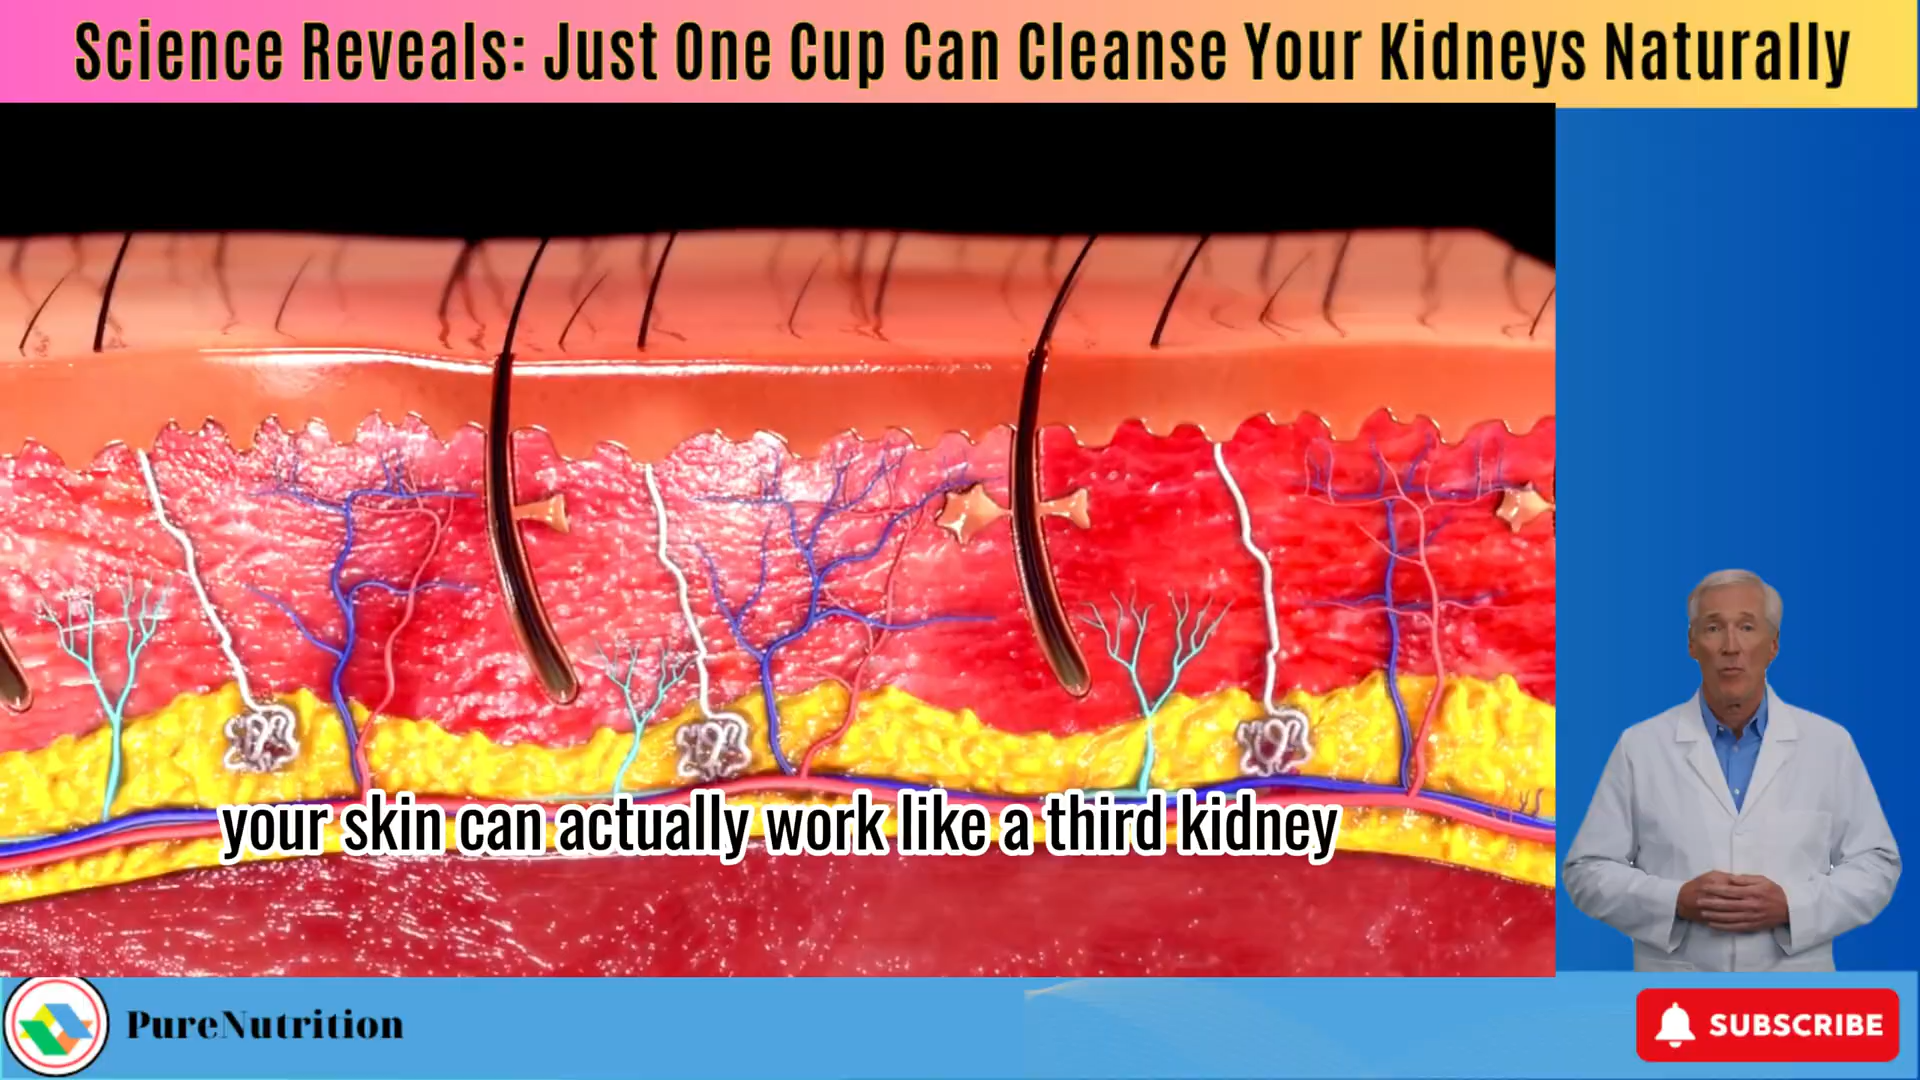 Science Reveals: Just One Cup Can Cleanse Your Kidneys Naturally
your skin can actually work like a third kidney
PureNutrition
SUBSCRIBE